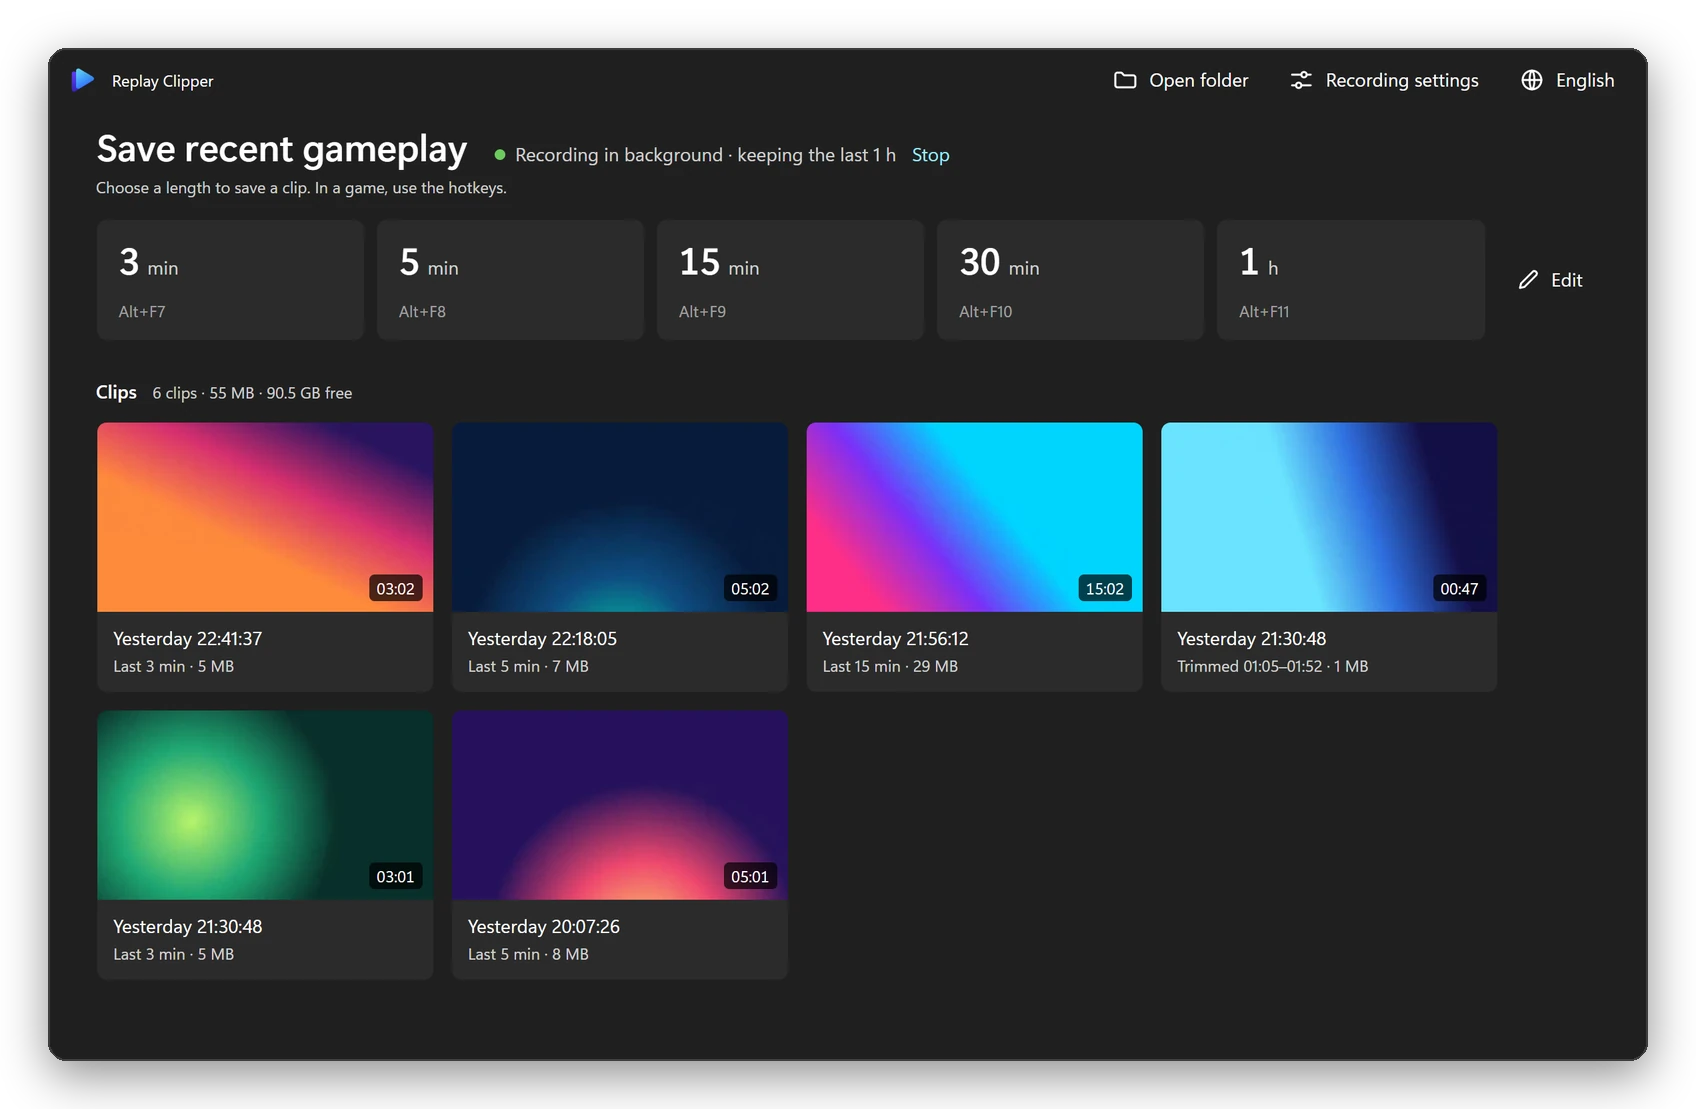 Replay Clipper
Open folder
Recording settings
English
Save recent gameplay
Recording in background · keeping the last 1 h Stop
Choose a length to save a clip. In a game, use the hotkeys.
3 min
Alt+F7
5 min
Alt+F8
15 min
Alt+F9
30 min
Alt+F10
1 h
Alt+F11
Edit
Clips 6 clips · 55 MB · 90.5 GB free
03:02
Yesterday 22:41:37
Last 3 min · 5 MB
05:02
Yesterday 22:18:05
Last 5 min · 7 MB
15:02
Yesterday 21:56:12
Last 15 min · 29 MB
00:47
Yesterday 21:30:48
Trimmed 01:05–01:52 · 1 MB
03:01
Yesterday 21:30:48
Last 3 min · 5 MB
05:01
Yesterday 20:07:26
Last 5 min · 8 MB